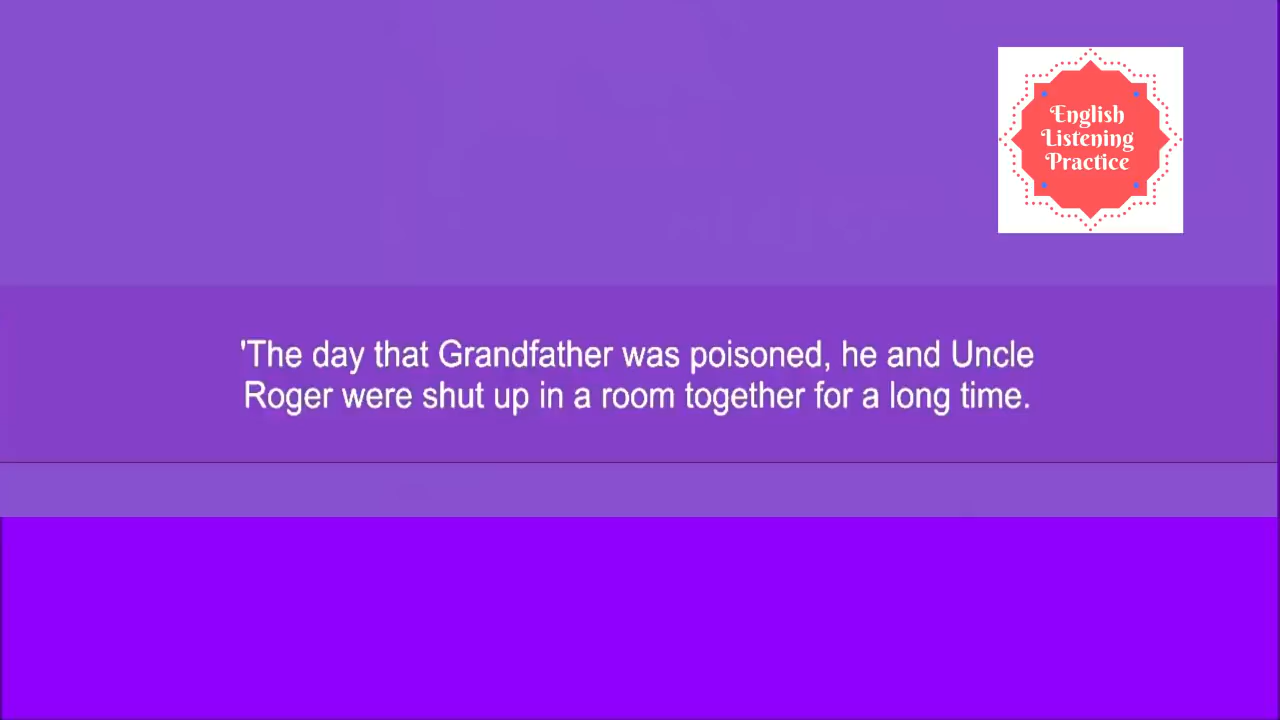 English
Listening
Practice
'The day that Grandfather was poisoned, he and Uncle
Roger were shut up in a room together for a long time.